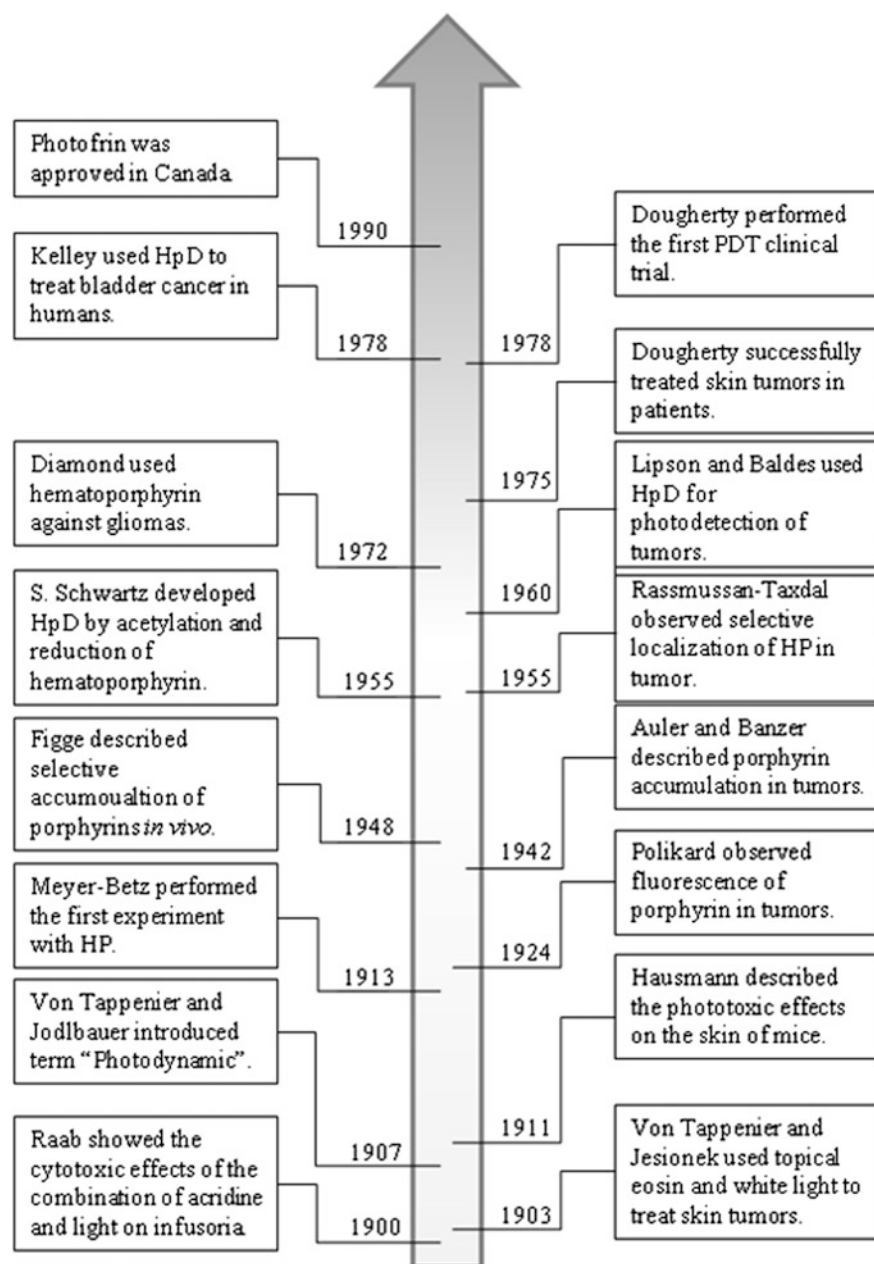 Photofrin was
approved in Canada.
1990
Kelley used HpD to
treat bladder cancer in
humans.
1978
Diamond used
hematoporphyrin
against gliomas.
1972
S. Schwartz developed
HpD by acetylation and
reduction of
hematoporphyrin.
1955
Figge described
selective
accumoualtion of
porphyrins in vivo.
1948
Meyer-Betz performed
the first experiment
with HP.
1913
Von Tappenier and
Jodlbauer introduced
term “Photodynamic”.
1907
Raab showed the
cytotoxic effects of the
combination of acridine
and light on infusoria.
1900
Dougherty performed
the first PDT clinical
trial.
1978
Dougherty successfully
treated skin tumors in
patients.
1975
Lipson and Baldes used
HpD for
photodetection of
tumors.
1960
Rassmussan-Taxdal
observed selective
localization of HP in
tumor.
1955
Auler and Banzer
described porphyrin
accumulation in tumors.
1942
Polikard observed
fluorescence of
porphyrin in tumors.
1924
Hausmann described
the phototoxic effects
on the skin of mice.
1911
Von Tappenier and
Jesionek used topical
eosin and white light to
treat skin tumors.
1903